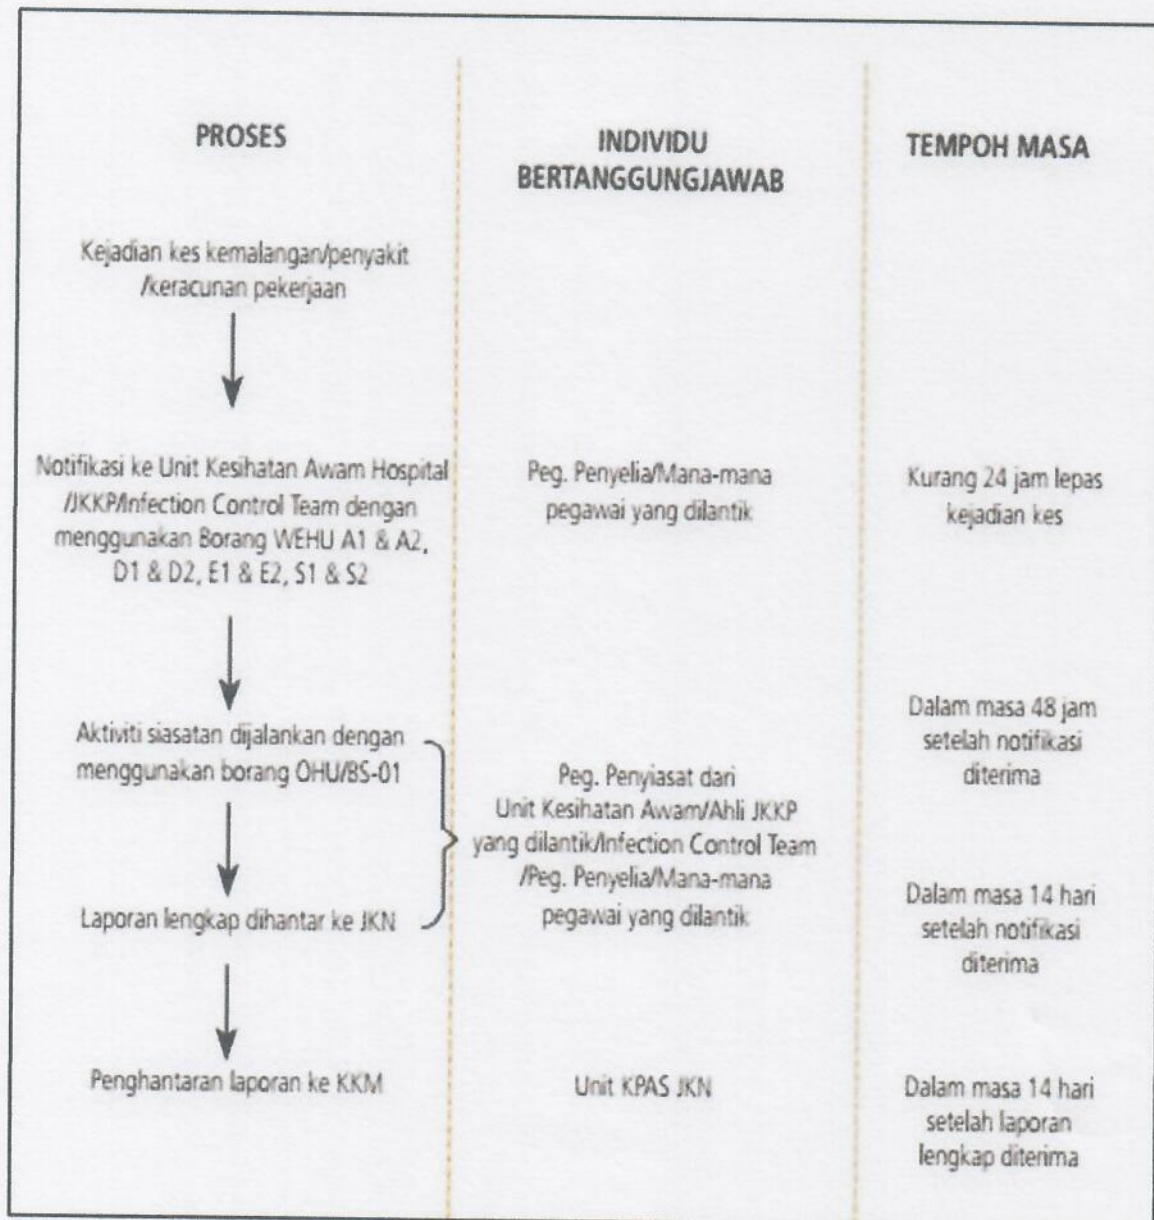 PROSES
INDIVIDU
BERTANGGUNGJAWAB
TEMPOH MASA
Kejadian kes kemalangan/penyakit
/keracunan pekerjaan
Notifikasi ke Unit Kesihatan Awam Hospital
/JKKP/Infection Control Team dengan
menggunakan Borang WEHU A1 & A2,
D1 & D2, E1 & E2, S1 & S2
Peg. Penyelia/Mana-mana
pegawai yang dilantik
Kurang 24 jam lepas
kejadian kes
Aktiviti siasatan dijalankan dengan
menggunakan borang OHU/BS-01
Dalam masa 48 jam
setelah notifikasi
diterima
Peg. Penyiasat dari
Unit Kesihatan Awam/Ahli JKKP
yang dilantik/Infection Control Team
/Peg. Penyelia/Mana-mana
pegawai yang dilantik
Laporan lengkap dihantar ke JKN
Dalam masa 14 hari
setelah notifikasi
diterima
Penghantaran laporan ke KKM
Unit KPAS JKN
Dalam masa 14 hari
setelah laporan
lengkap diterima